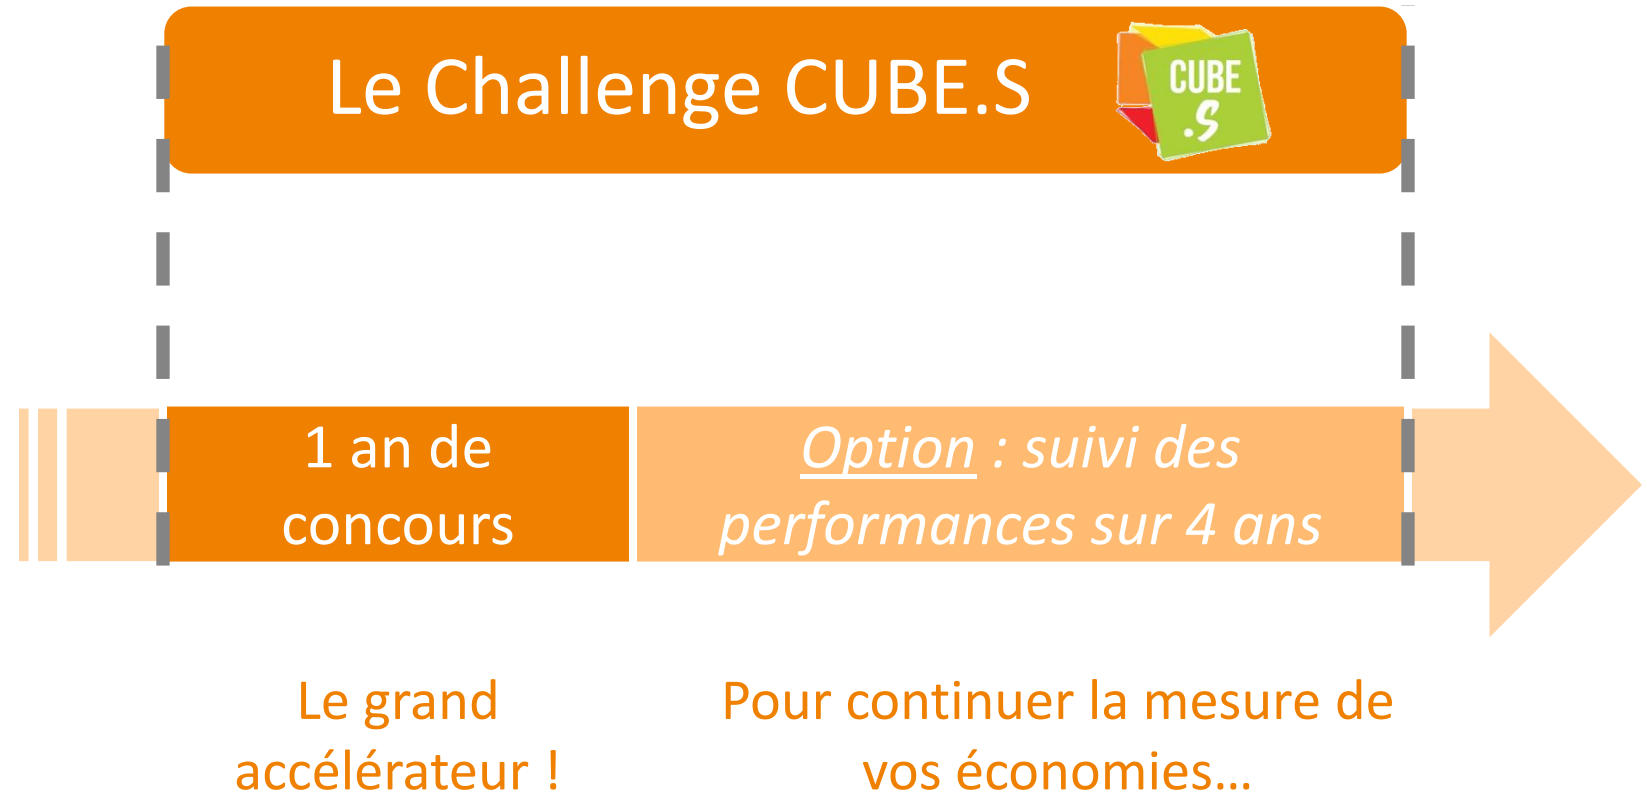 Le Challenge CUBE.S
CUBE
.S
1 an de
concours
Option : suivi des
performances sur 4 ans
Le grand
accélérateur !
Pour continuer la mesure de
vos économies...